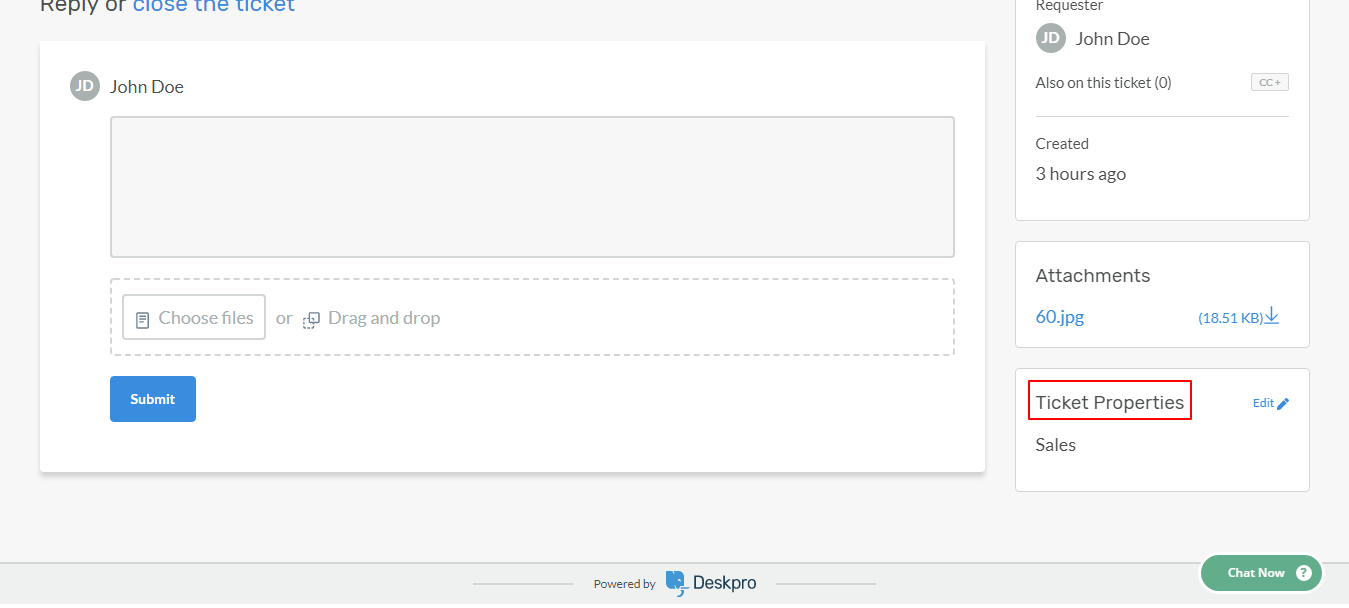 Reply or close the ticket
JD John Doe
Choose files or Drag and drop
Submit
Requester
JD John Doe
Also on this ticket (0) CC +
Created
3 hours ago
Attachments
60.jpg (18.51 KB)
Ticket Properties Edit
Sales
Powered by Deskpro
Chat Now ?